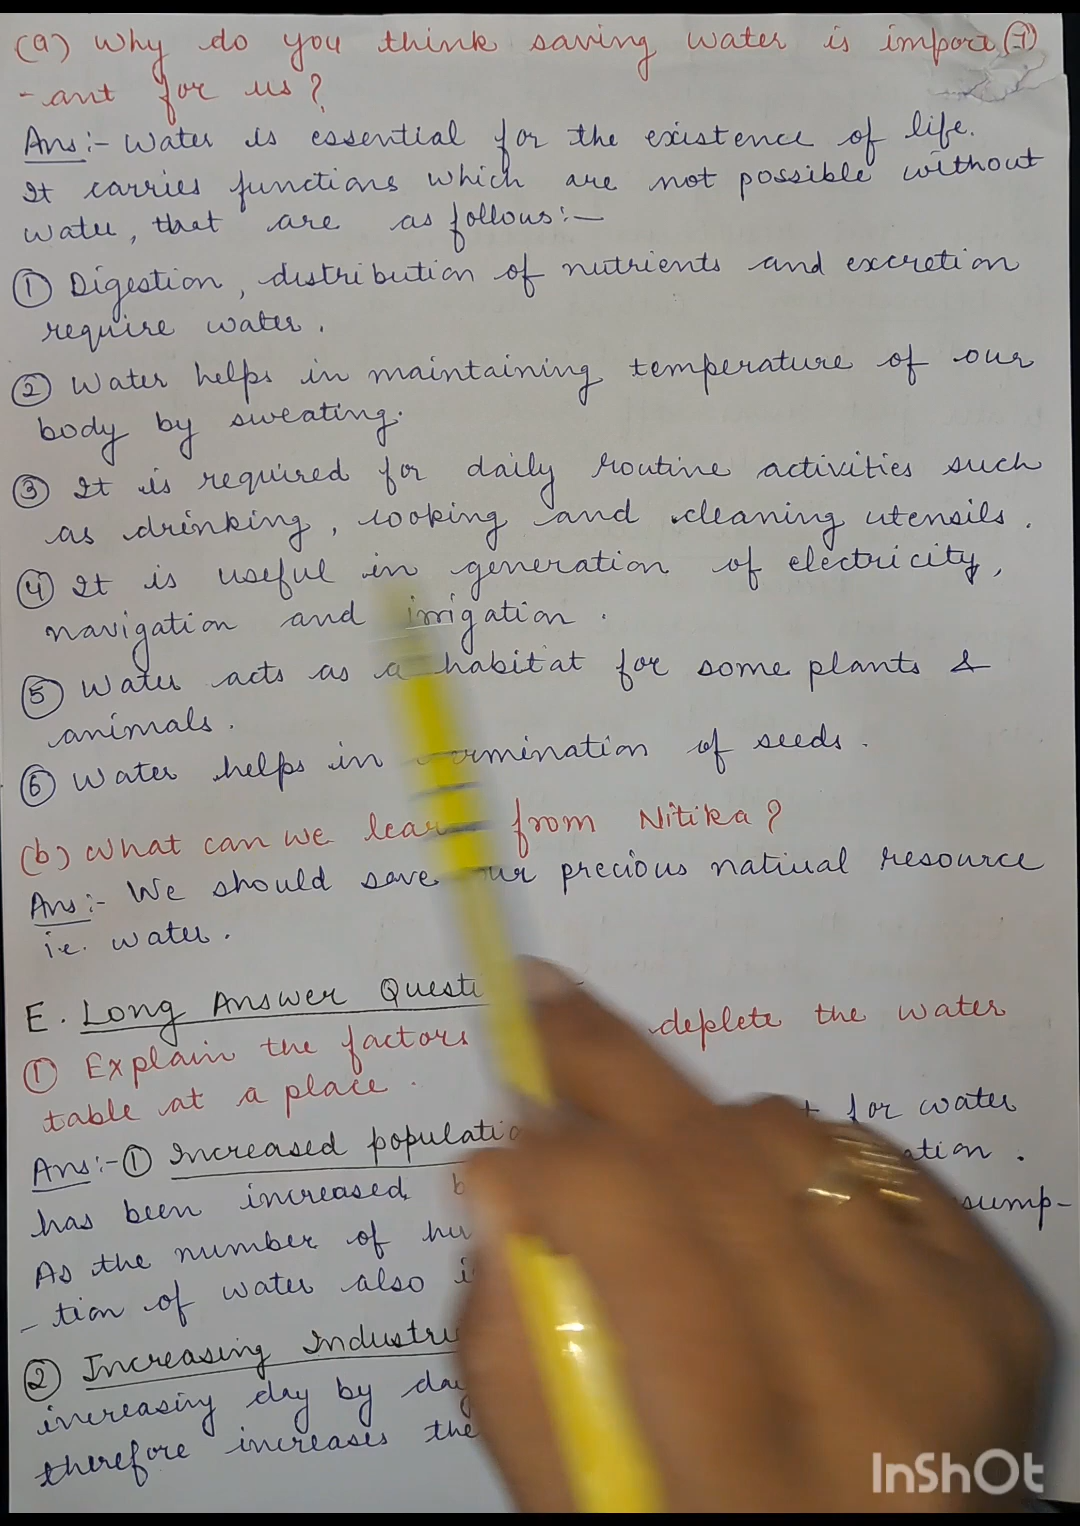 (a) Why do you think saving water is import (7)
-ant for us?
Ans:- Water is essential for the existence of life.
It carries functions which are not possible without
water, that are as follows:-
① Digestion, distribution of nutrients and excretion
require water.
② Water helps in maintaining temperature of our
body by sweating.
③ It is required for daily routine activities such
as drinking, cooking and cleaning utensils.
④ It is useful in generation of electricity,
navigation and irrigation.
⑤ Water acts as a habitat for some plants &
animals.
⑥ Water helps in of seeds.
(b) What can we from Nitika?
Ans:- We should save precious natural resource
i.e. water.
E. Long Answer
① Explain the factors deplete the water
table at a place.
Ans:-① Increased for water
has been increased,
As the number of sump-
-tion of water also
② Increasing
increasing day by
therefore increases the
InShOt